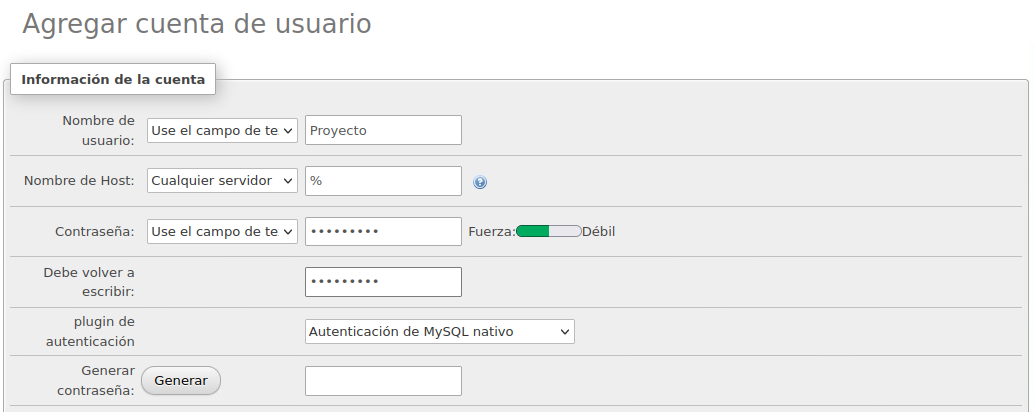 Agregar cuenta de usuario
Información de la cuenta
Nombre de
usuario:
Use el campo de te
Proyecto
Nombre de Host:
Cualquier servidor
%
Contraseña:
Use el campo de te
•••••••••
Fuerza:
Débil
Debe volver a
escribir:
•••••••••
plugin de
autenticación
Autenticación de MySQL nativo
Generar
contraseña:
Generar